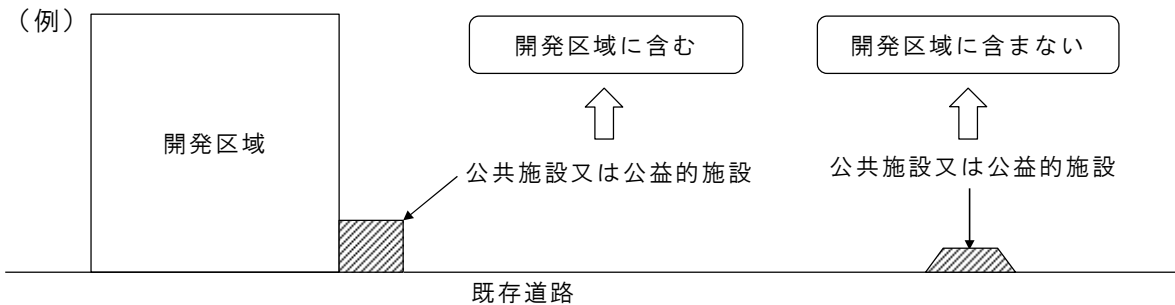 （例）
開発区域に含む
開発区域に含まない
開発区域
公共施設又は公益的施設
公共施設又は公益的施設
既存道路